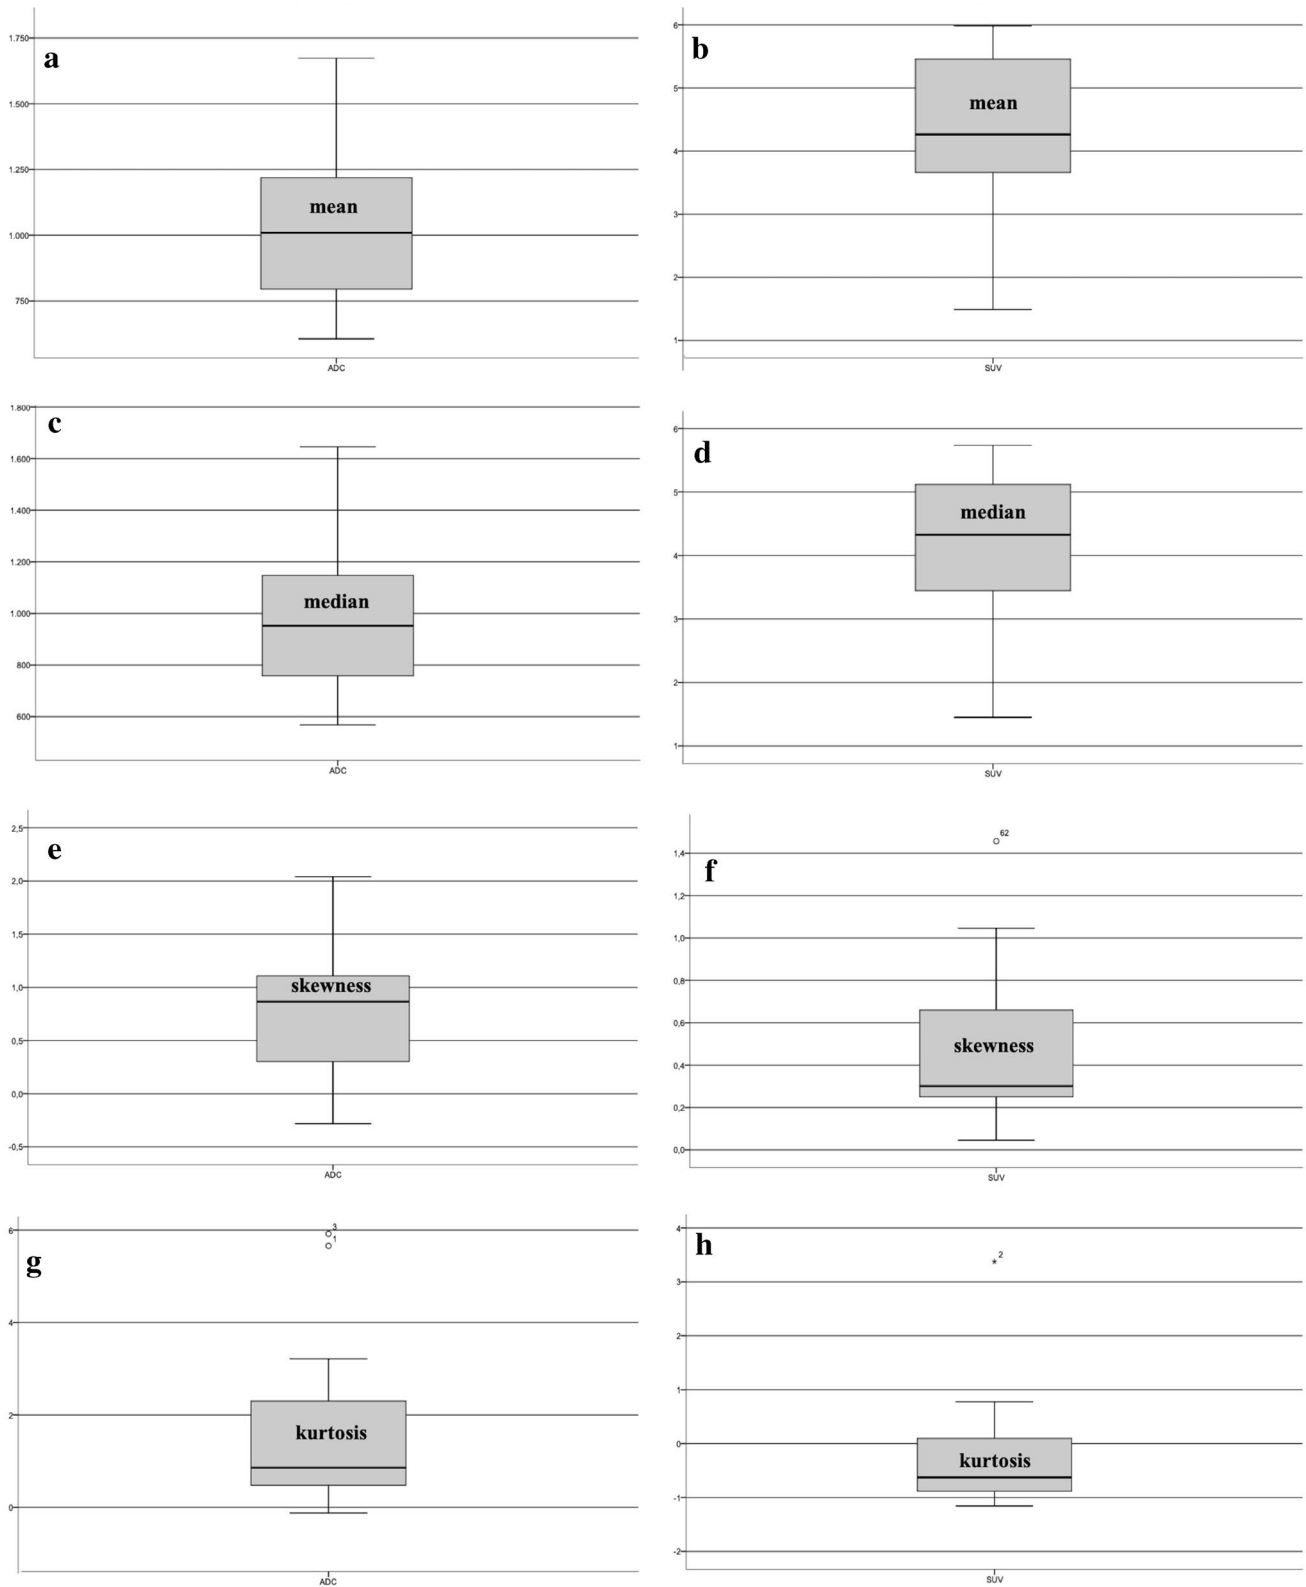 a
1.750
1.500
1.250
1.000
750
mean
ADC
b
6
5
4
3
2
1
mean
SUV
c
1.800
1.600
1.400
1.200
1.000
800
600
median
ADC
d
6
5
4
3
2
1
median
SUV
e
2,5
2,0
1,5
1,0
0,5
0,0
-0,5
skewness
ADC
f
62
1,4
1,2
1,0
0,8
0,6
0,4
0,2
0,0
skewness
SUV
g
6
4
2
0
3
1
kurtosis
ADC
h
4
3
2
1
0
-1
-2
2
*
kurtosis
SUV